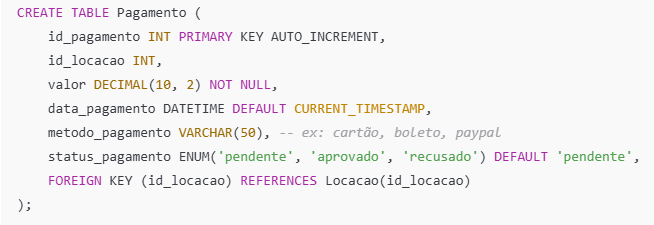 CREATE TABLE Pagamento (
    id_pagamento INT PRIMARY KEY AUTO_INCREMENT,
    id_locacao INT,
    valor DECIMAL(10, 2) NOT NULL,
    data_pagamento DATETIME DEFAULT CURRENT_TIMESTAMP,
    metodo_pagamento VARCHAR(50), -- ex: cartão, boleto, paypal
    status_pagamento ENUM('pendente', 'aprovado', 'recusado') DEFAULT 'pendente',
    FOREIGN KEY (id_locacao) REFERENCES Locacao(id_locacao)
);